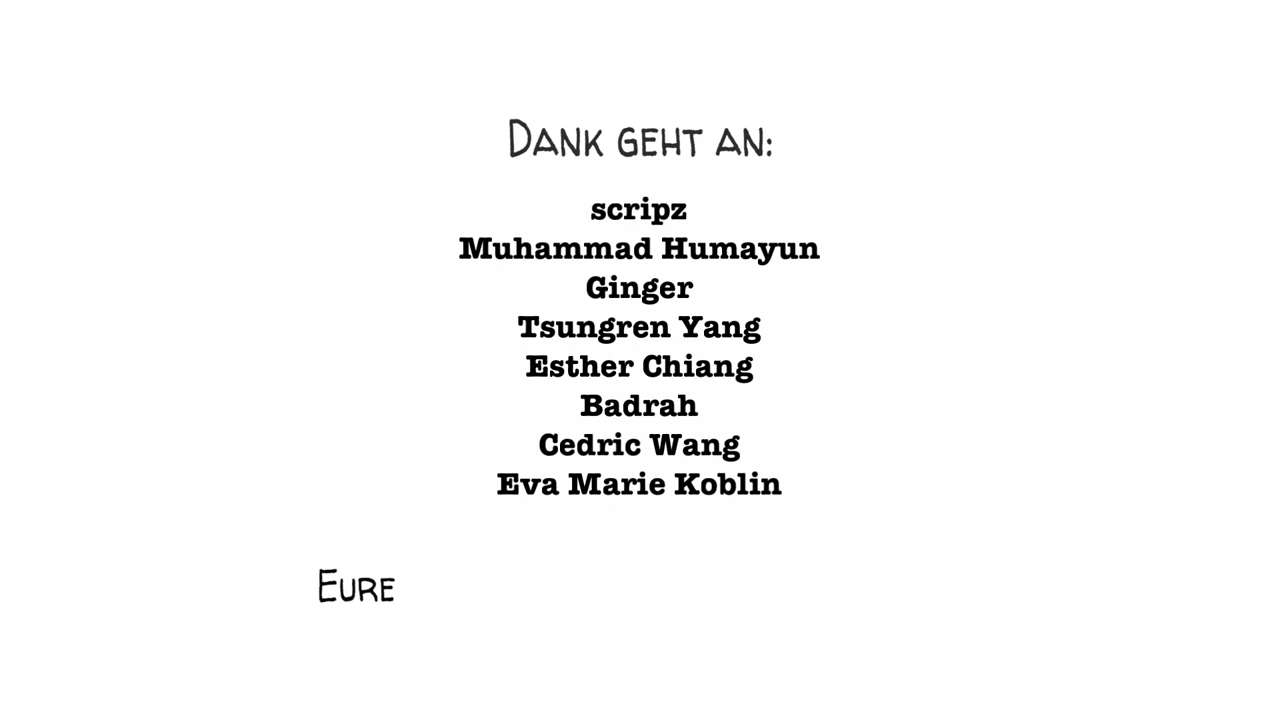 DANK GEHT AN:
scripz
Muhammad Humayun
Ginger
Tsungren Yang
Esther Chiang
Badrah
Cedric Wang
Eva Marie Koblin
EURE